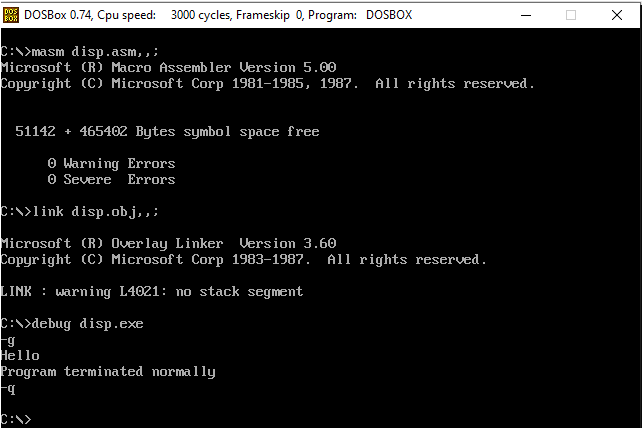 DOS
BOX
DOSBox 0.74, Cpu speed: 3000 cycles, Frameskip 0, Program: DOSBOX
C:\>masm disp.asm,,;
Microsoft (R) Macro Assembler Version 5.00
Copyright (C) Microsoft Corp 1981-1985, 1987.  All rights reserved.
51142 + 465402 Bytes symbol space free
0 Warning Errors
0 Severe  Errors
C:\>link disp.obj,,;
Microsoft (R) Overlay Linker  Version 3.60
Copyright (C) Microsoft Corp 1983-1987.  All rights reserved.
LINK : warning L4021: no stack segment
C:\>debug disp.exe
-g
Hello
Program terminated normally
-q
C:\>